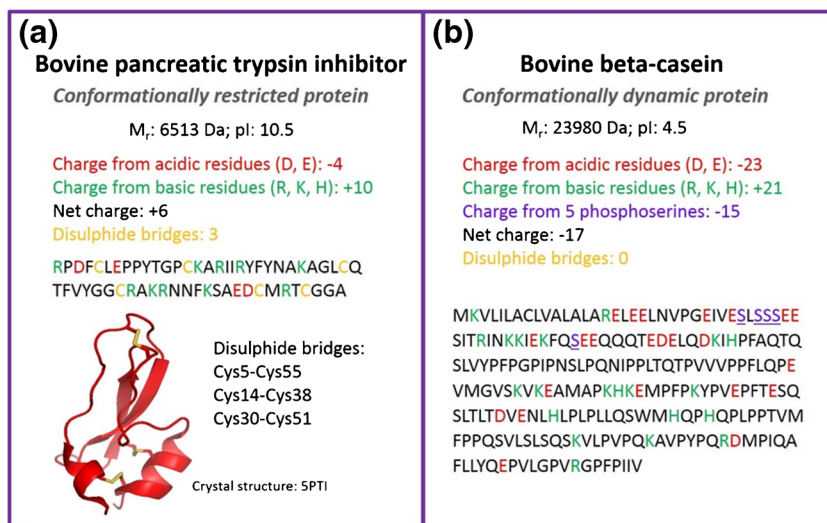 (a)
Bovine pancreatic trypsin inhibitor
Conformationally restricted protein
Mr: 6513 Da; pI: 10.5
Charge from acidic residues (D, E): -4
Charge from basic residues (R, K, H): +10
Net charge: +6
Disulphide bridges: 3
RPDFCLEPPYTGPCKARIIRYFYNAKAGLCQ
TFVYGGCRAKRNNFKSAEDCMRTCGGA
Disulphide bridges:
Cys5-Cys55
Cys14-Cys38
Cys30-Cys51
Crystal structure: 5PTI
(b)
Bovine beta-casein
Conformationally dynamic protein
Mr: 23980 Da; pI: 4.5
Charge from acidic residues (D, E): -23
Charge from basic residues (R, K, H): +21
Charge from 5 phosphoserines: -15
Net charge: -17
Disulphide bridges: 0
MKVLILACLVALALARELEELNVPGEIVESLSSSEE
SITRINKKIEKFQSEEQQQTEDELQDKIHPFAQTQ
SLVYPFPGPIPNSLPQNIPPLTQTPVVVPPFLQPE
VMGVSKVKEAMAPKHKEMPFPKYPVEPFTESQ
SLTLTDVENLHLPLPLLQSWMHQPHQPLPPTVM
FPPQSVLSLSQSKVLPVPQKAVPYPQRDMPIQA
FLLYQEPVLGPVRGPFPIIV